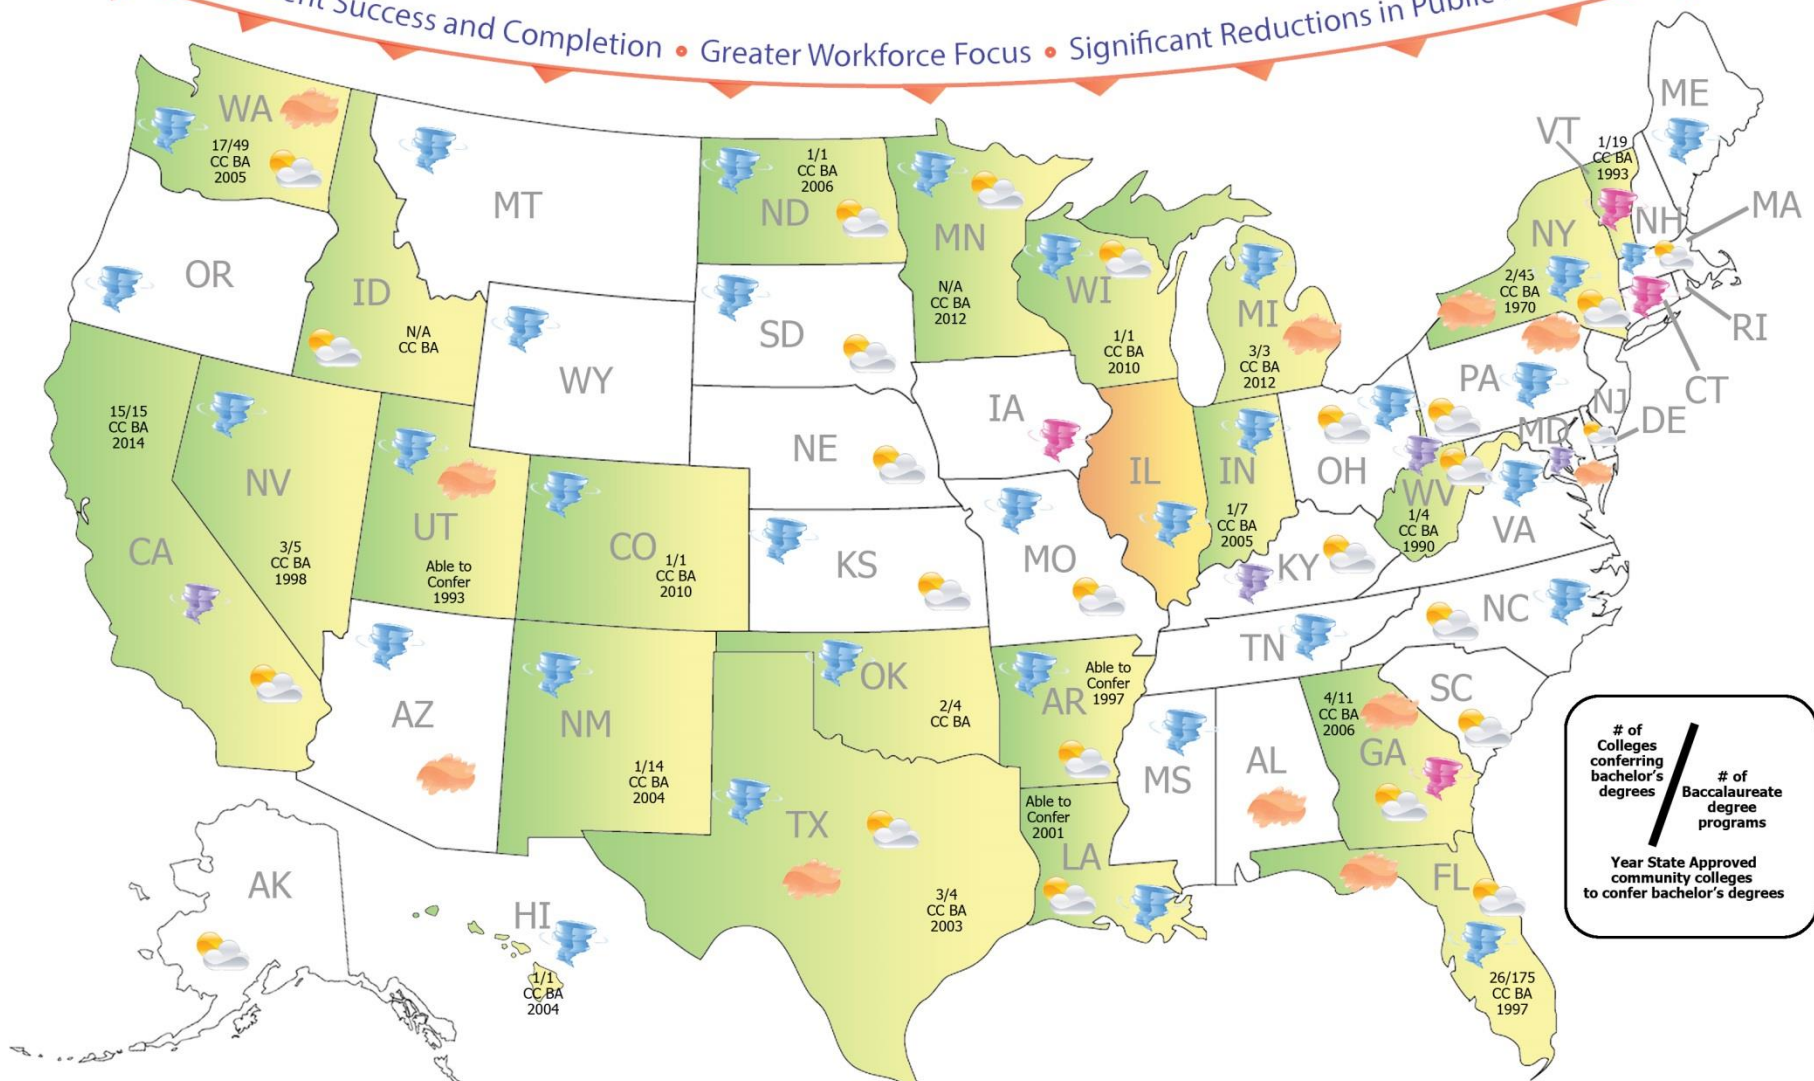 Success and Completion • Greater Workforce Focus • Significant Reductions in
WA
17/49
CC BA
2005
MT
1/1
CC BA
2006
ND
MN
N/A
CC BA
2012
WI
1/1
CC BA
2010
MI
3/3
CC BA
2012
ME
VT
1/19
CC BA
1993
NH
MA
NY
2/43
CC BA
1970
RI
CT
OR
ID
N/A
CC BA
WY
SD
NE
IA
IL
IN
1/7
CC BA
2005
OH
PA
NJ
MD
DE
WV
1/4
CC BA
1990
VA
15/15
CC BA
2014
CA
NV
3/5
CC BA
1998
UT
Able to
Confer
1993
CO
1/1
CC BA
2010
KS
MO
KY
NC
TN
SC
AZ
NM
1/14
CC BA
2004
OK
2/4
CC BA
AR
Able to
Confer
1997
MS
AL
4/11
CC BA
2006
GA
TX
3/4
CC BA
2003
Able to
Confer
2001
LA
FL
26/175
CC BA
1997
AK
HI
1/1
CC BA
2004
# of
Colleges
conferring
bachelor's
degrees
# of
Baccalaureate
degree
programs
Year State Approved
community colleges
to confer bachelor's degrees